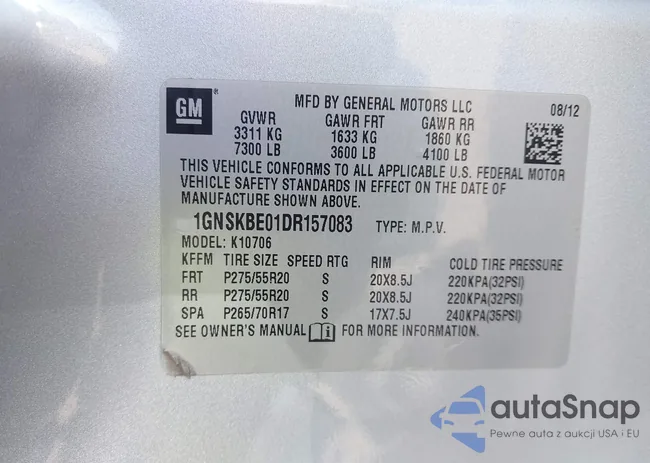 GM
MFD BY GENERAL MOTORS LLC 08/12
GVWR GAWR FRT GAWR RR
3311 KG 1633 KG 1860 KG
7300 LB 3600 LB 4100 LB
THIS VEHICLE CONFORMS TO ALL APPLICABLE U.S. FEDERAL MOTOR
VEHICLE SAFETY STANDARDS IN EFFECT ON THE DATE OF
MANUFACTURE SHOWN ABOVE.
1GNSKBE01DR157083 TYPE: M.P.V.
MODEL: K10706
KFFM TIRE SIZE SPEED RTG RIM COLD TIRE PRESSURE
FRT P275/55R20 S 20X8.5J 220KPA(32PSI)
RR P275/55R20 S 20X8.5J 220KPA(32PSI)
SPA P265/70R17 S 17X7.5J 240KPA(35PSI)
SEE OWNER'S MANUAL FOR MORE INFORMATION.
autaSnap
Pewne auta z aukcji USA i EU